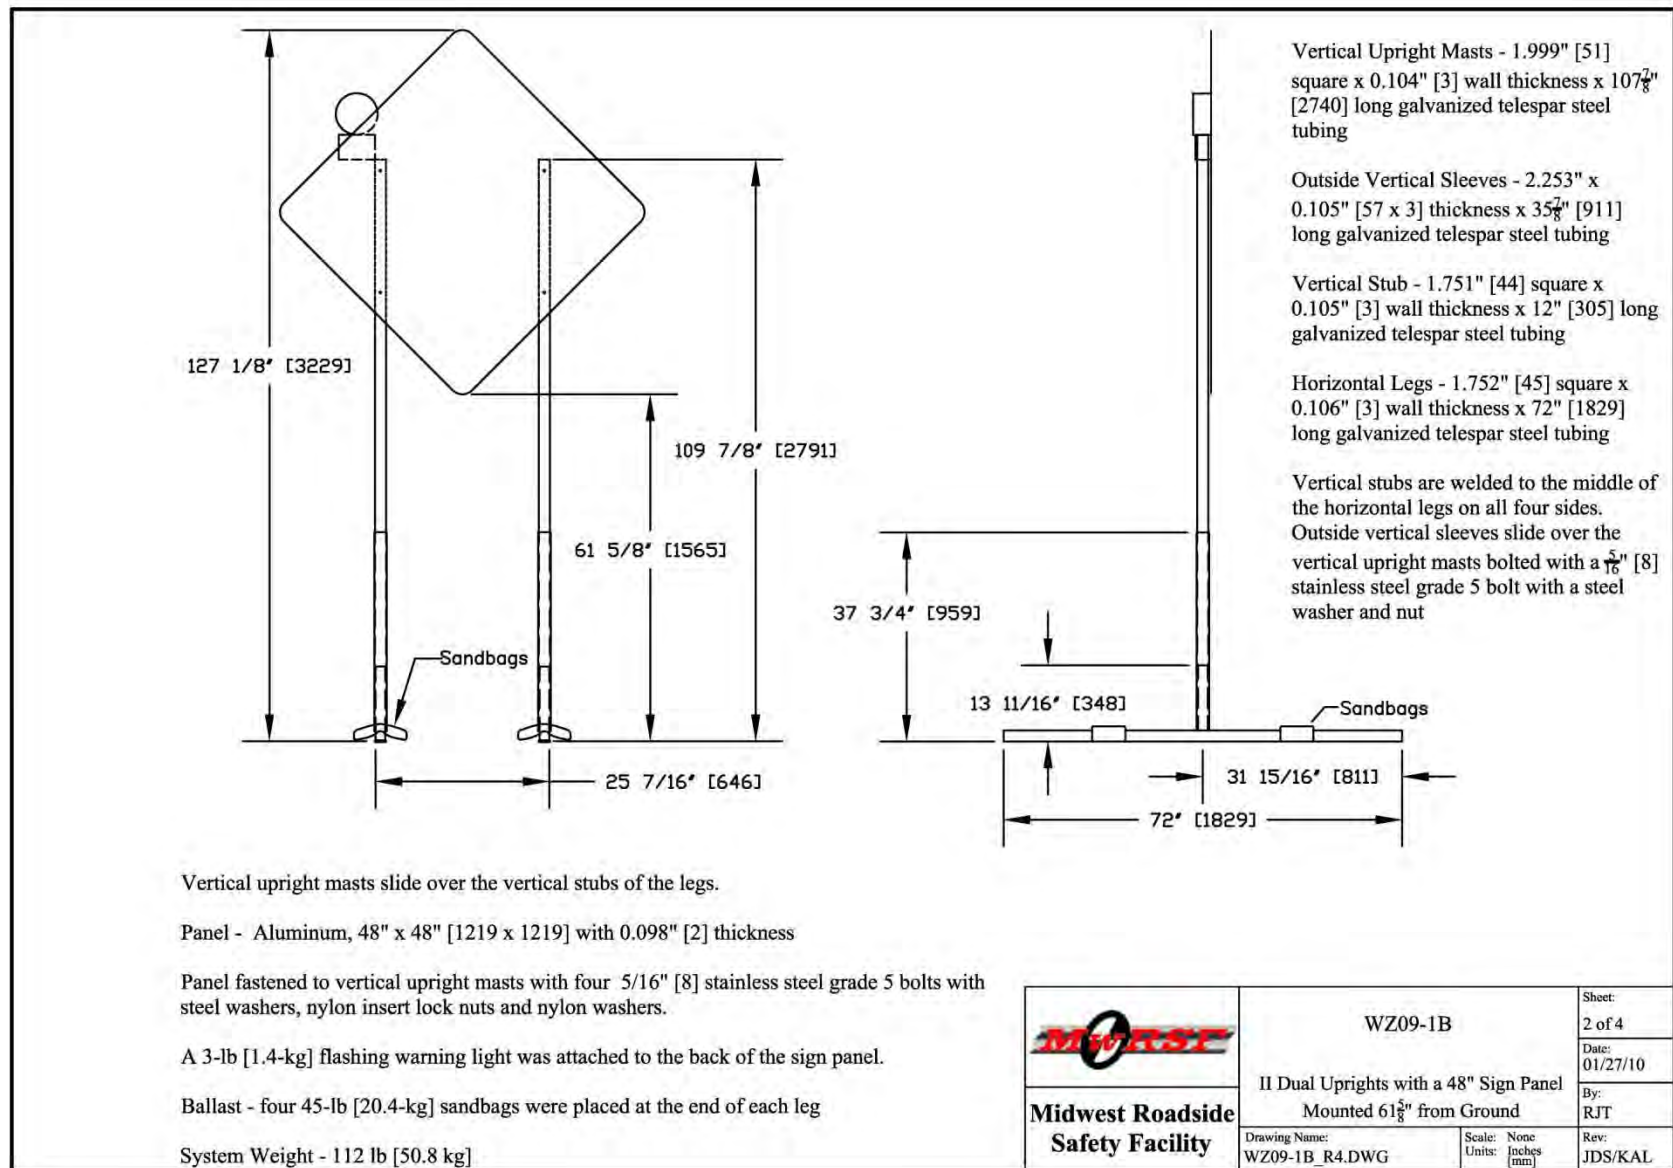 127 1/8" [3229]
109 7/8" [2791]
61 5/8" [1565]
Sandbags
25 7/16" [646]
37 3/4" [959]
13 11/16" [348]
Sandbags
31 15/16" [811]
72" [1829]
Vertical Upright Masts - 1.999" [51]
square x 0.104" [3] wall thickness x 107 7/8"
[2740] long galvanized telespar steel
tubing
Outside Vertical Sleeves - 2.253" x
0.105" [57 x 3] thickness x 35 7/8" [911]
long galvanized telespar steel tubing
Vertical Stub - 1.751" [44] square x
0.105" [3] wall thickness x 12" [305] long
galvanized telespar steel tubing
Horizontal Legs - 1.752" [45] square x
0.106" [3] wall thickness x 72" [1829]
long galvanized telespar steel tubing
Vertical stubs are welded to the middle of
the horizontal legs on all four sides.
Outside vertical sleeves slide over the
vertical upright masts bolted with a 5/16" [8]
stainless steel grade 5 bolt with a steel
washer and nut
Vertical upright masts slide over the vertical stubs of the legs.
Panel - Aluminum, 48" x 48" [1219 x 1219] with 0.098" [2] thickness
Panel fastened to vertical upright masts with four 5/16" [8] stainless steel grade 5 bolts with
steel washers, nylon insert lock nuts and nylon washers.
A 3-lb [1.4-kg] flashing warning light was attached to the back of the sign panel.
Ballast - four 45-lb [20.4-kg] sandbags were placed at the end of each leg
System Weight - 112 lb [50.8 kg]
MwRSF
Midwest Roadside
Safety Facility
WZ09-1B
II Dual Uprights with a 48" Sign Panel
Mounted 61 5/8" from Ground
Drawing Name:
WZ09-1B_R4.DWG
Scale: None
Units: Inches
[mm]
Sheet:
2 of 4
Date:
01/27/10
By:
RJT
Rev:
JDS/KAL